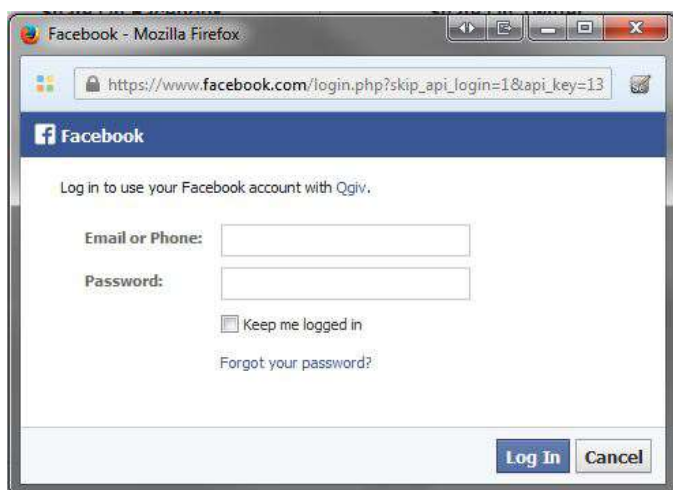 Facebook - Mozilla Firefox
https://www.facebook.com/login.php?skip_api_login=1&api_key=13
Facebook
Log in to use your Facebook account with Qgiv.
Email or Phone:
Password:
Keep me logged in
Forgot your password?
Log In Cancel